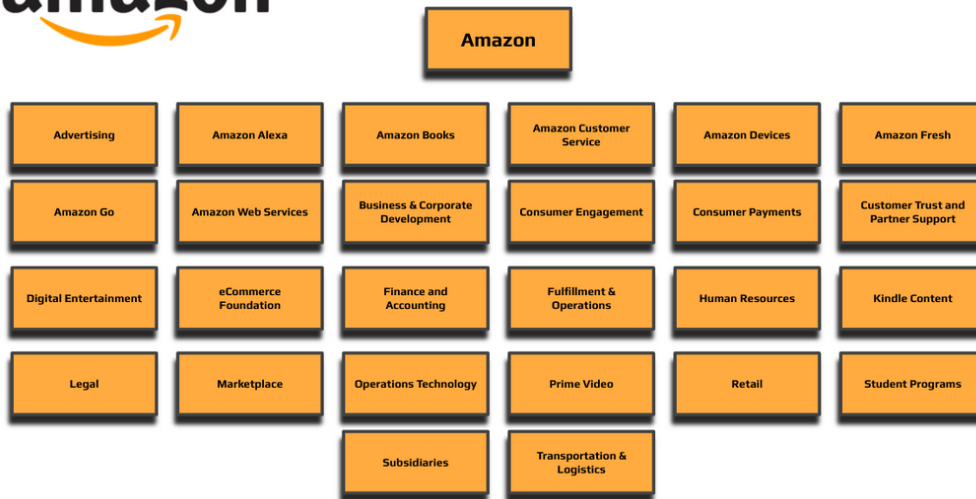 amazon
Amazon
Advertising
Amazon Alexa
Amazon Books
Amazon Customer
Service
Amazon Devices
Amazon Fresh
Amazon Go
Amazon Web Services
Business & Corporate
Development
Consumer Engagement
Consumer Payments
Customer Trust and
Partner Support
Digital Entertainment
eCommerce
Foundation
Finance and
Accounting
Fulfillment &
Operations
Human Resources
Kindle Content
Legal
Marketplace
Operations Technology
Prime Video
Retail
Student Programs
Subsidiaries
Transportation &
Logistics